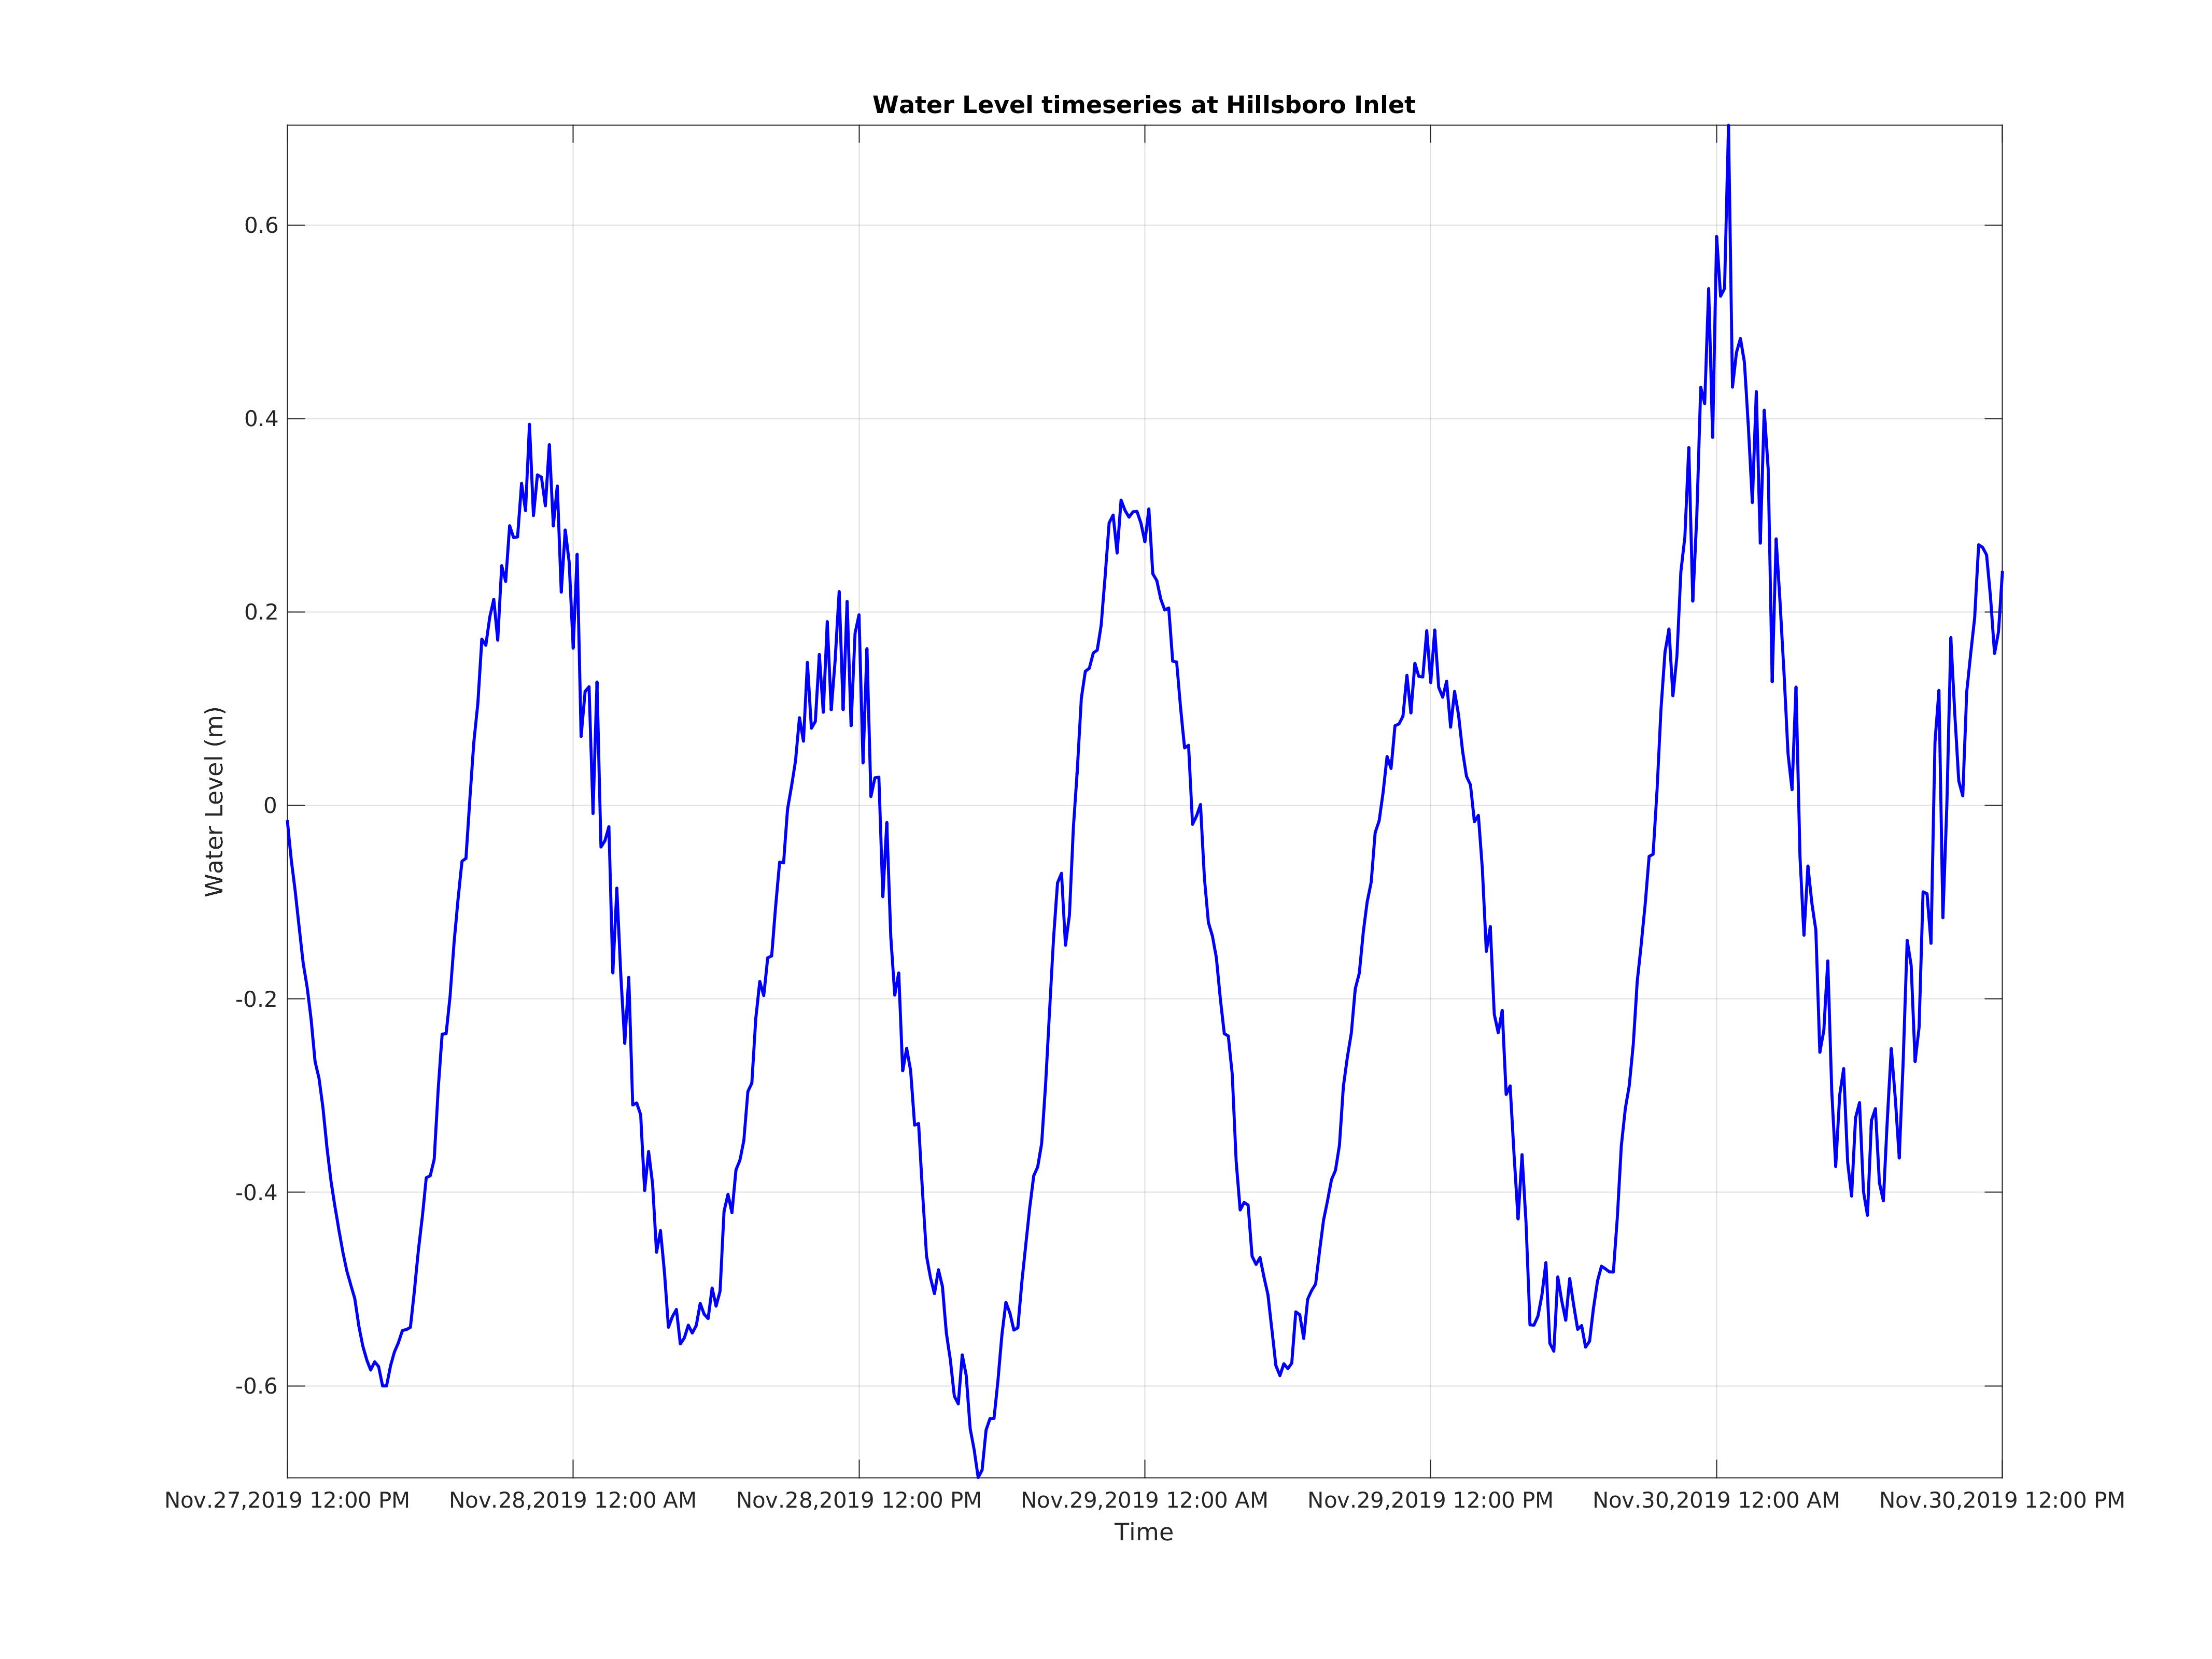 Water Level timeseries at Hillsboro Inlet
0.6
0.4
0.2
0
-0.2
-0.4
-0.6
Water Level (m)
Nov.27,2019 12:00 PM
Nov.28,2019 12:00 AM
Nov.28,2019 12:00 PM
Nov.29,2019 12:00 AM
Nov.29,2019 12:00 PM
Nov.30,2019 12:00 AM
Nov.30,2019 12:00 PM
Time